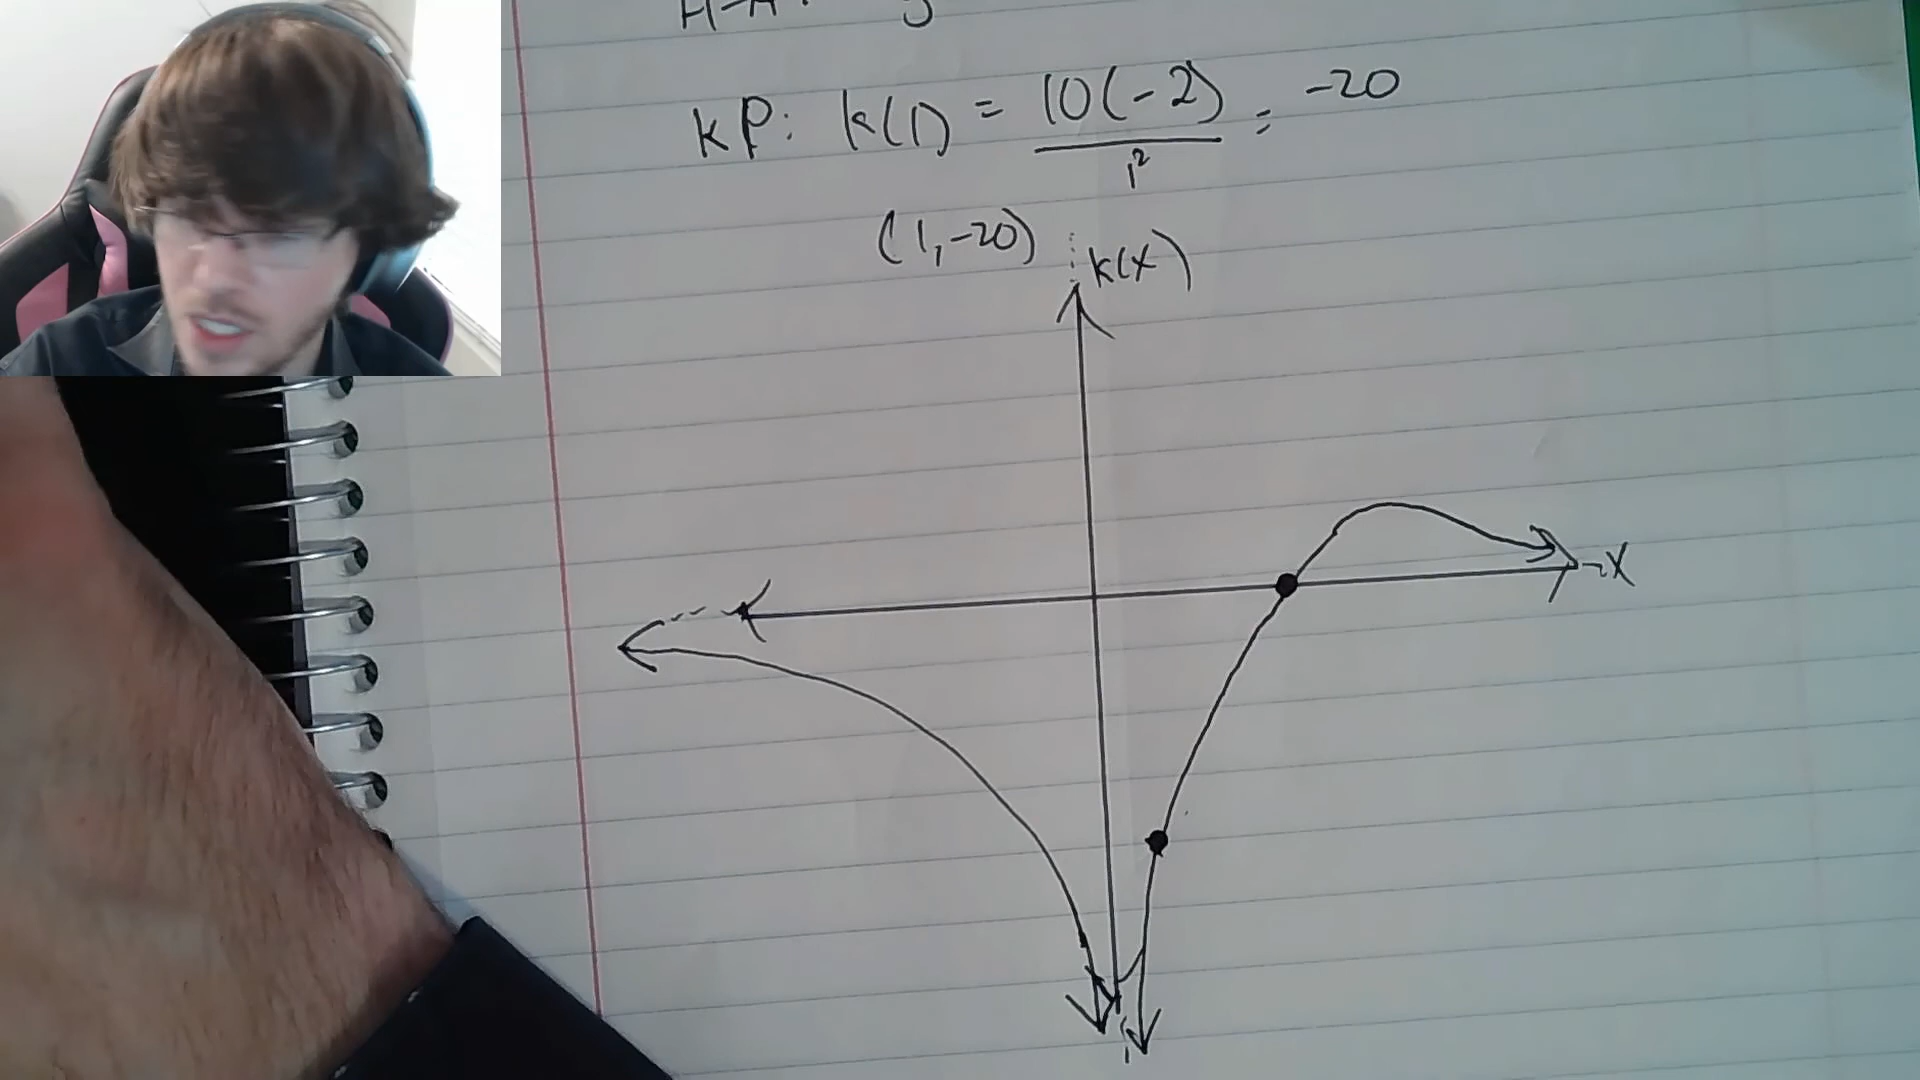 KP: k(1) = 10(-2) / 1² = -20
(1,-20)
k(x)
x